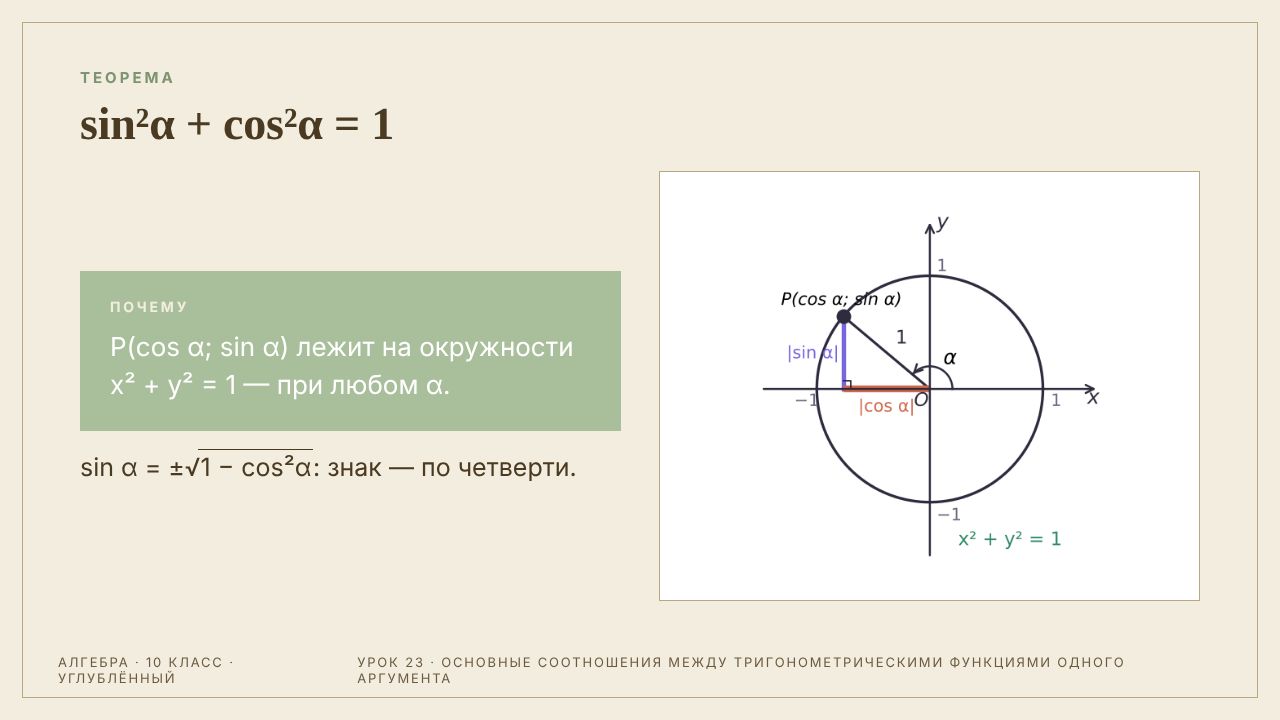 ТЕОРЕМА
sin²α + cos²α = 1
ПОЧЕМУ
P(cos α; sin α) лежит на окружности
x² + y² = 1 — при любом α.
sin α = ±√1 − cos²α: знак — по четверти.
y
1
P(cos α; sin α)
1
|sin α|
α
−1
|cos α|
O
1
x
−1
x² + y² = 1
АЛГЕБРА · 10 КЛАСС ·
УГЛУБЛЁННЫЙ
УРОК 23 · ОСНОВНЫЕ СООТНОШЕНИЯ МЕЖДУ ТРИГОНОМЕТРИЧЕСКИМИ ФУНКЦИЯМИ ОДНОГО
АРГУМЕНТА